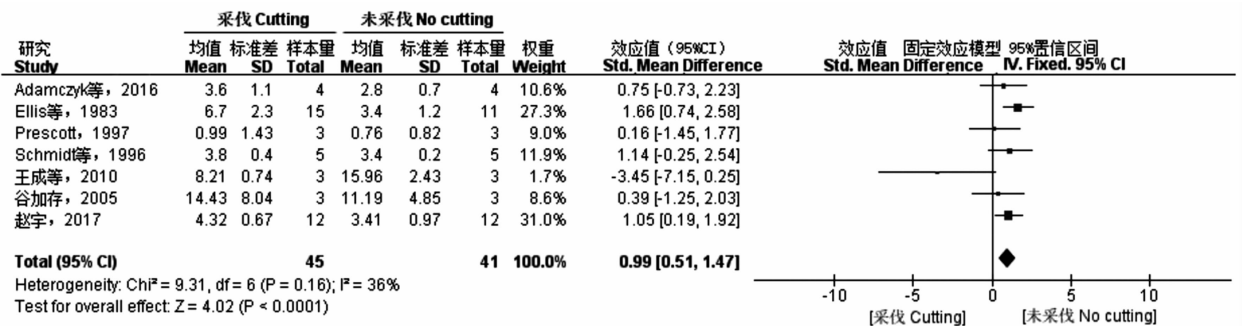 采伐 Cutting 未采伐 No cutting
研究 均值 标准差 样本量 均值 标准差 样本量 权重 效应值（95%CI） 效应值 固定效应模型 95%置信区间
Study Mean SD Total Mean SD Total Weight Std. Mean Difference Std. Mean Difference IV. Fixed. 95% CI
Adamczyk等，2016 3.6 1.1 4 2.8 0.7 4 10.6% 0.75 [-0.73, 2.23]
Ellis等，1983 6.7 2.3 15 3.4 1.2 11 27.3% 1.66 [0.74, 2.58]
Prescott，1997 0.99 1.43 3 0.76 0.82 3 9.0% 0.16 [-1.45, 1.77]
Schmidt等，1996 3.8 0.4 5 3.4 0.2 5 11.9% 1.14 [-0.25, 2.54]
王成等，2010 8.21 0.74 3 15.96 2.43 3 1.7% -3.45 [-7.15, 0.25]
谷加存，2005 14.43 8.04 3 11.19 4.85 3 8.6% 0.39 [-1.25, 2.03]
赵宇，2017 4.32 0.67 12 3.41 0.97 12 31.0% 1.05 [0.19, 1.92]
Total (95% CI) 45 41 100.0% 0.99 [0.51, 1.47]
Heterogeneity: Chi² = 9.31, df = 6 (P = 0.16); I² = 36%
Test for overall effect: Z = 4.02 (P < 0.0001)
-10 -5 0 5 10
[采伐 Cutting] [未采伐 No cutting]